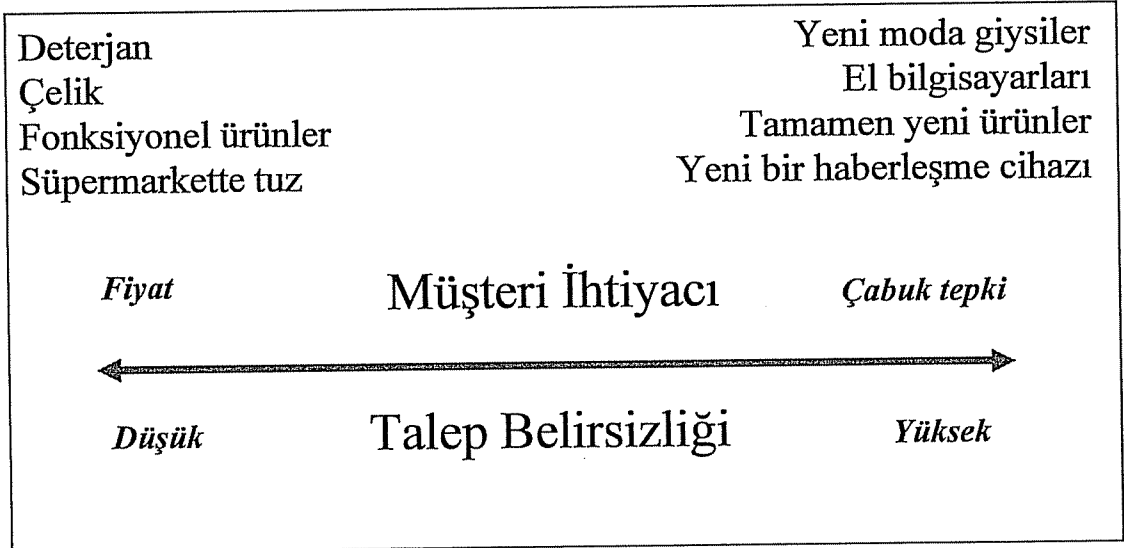 Deterjan
Çelik
Fonksiyonel ürünler
Süpermarkette tuz
Yeni moda giysiler
El bilgisayarları
Tamamen yeni ürünler
Yeni bir haberleşme cihazı
Fiyat Müşteri İhtiyacı Çabuk tepki
Düşük Talep Belirsizliği Yüksek